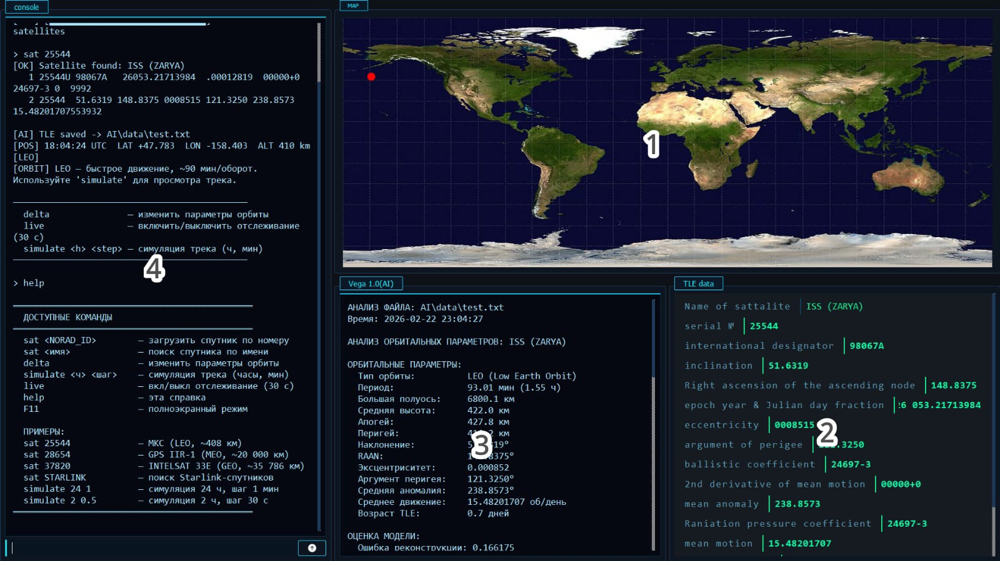 console
satellites
> sat 25544
[OK] Satellite found: ISS (ZARYA)
1 25544U 98067A   26053.21713984  .00012819  00000+0
24697-3 0  9992
2 25544  51.6319 148.8375 0008515 121.3250 238.8573
15.48201707553932
[AI] TLE saved -> AI\data\test.txt
[POS] 18:04:24 UTC  LAT +47.783  LON -158.403  ALT 410 km
[LEO]
[ORBIT] LEO — быстрое движение, ~90 мин/оборот.
Используйте 'simulate' для просмотра трека.
delta — изменить параметры орбиты
live — включить/выключить отслеживание
(30 с)
simulate <h> <step> — симуляция трека (ч, мин)
4
> help
ДОСТУПНЫЕ КОМАНДЫ
sat <NORAD_ID> — загрузить спутник по номеру
sat <имя> — поиск спутника по имени
delta — изменить параметры орбиты
simulate <ч> <шаг> — симуляция трека (часы, мин)
live — вкл/выкл отслеживание (30 с)
help — эта справка
F11 — полноэкранный режим
ПРИМЕРЫ:
sat 25544 — МКС (LEO, ~408 км)
sat 28654 — GPS IIR-1 (MEO, ~20 000 км)
sat 37820 — INTELSAT 33E (GEO, ~35 786 км)
sat STARLINK — поиск Starlink-спутников
simulate 24 1 — симуляция 24 ч, шаг 1 мин
simulate 2 0.5 — симуляция 2 ч, шаг 30 с
MAP
1
Vega 1.0(AI)
АНАЛИЗ ФАЙЛА: AI\data\test.txt
Время: 2026-02-22 23:04:27
АНАЛИЗ ОРБИТАЛЬНЫХ ПАРАМЕТРОВ: ISS (ZARYA)
ОРБИТАЛЬНЫЕ ПАРАМЕТРЫ:
Тип орбиты: LEO (Low Earth Orbit)
Период: 93.01 мин (1.55 ч)
Большая полуось: 6800.1 км
Средняя высота: 422.0 км
Апогей: 427.8 км
Перигей: км
Наклонение:
3
RAAN:
Эксцентриситет: 0.000852
Аргумент перигея: 121.3250°
Средняя аномалия: 238.8573°
Среднее движение: 15.48201707 об/день
Возраст TLE: 0.7 дней
ОЦЕНКА МОДЕЛИ:
Ошибка реконструкции: 0.166175
TLE data
Name of sattalite ISS (ZARYA)
serial № 25544
international designator 98067A
inclination 51.6319
Right ascension of the ascending node 148.8375
epoch year & Julian day fraction 053.21713984
eccentricity 0008515
2
argument of perigee
ballistic coefficient 24697-3
2nd derivative of mean motion 00000+0
mean anomaly 238.8573
Raniation pressure coefficient 24697-3
mean motion 15.48201707